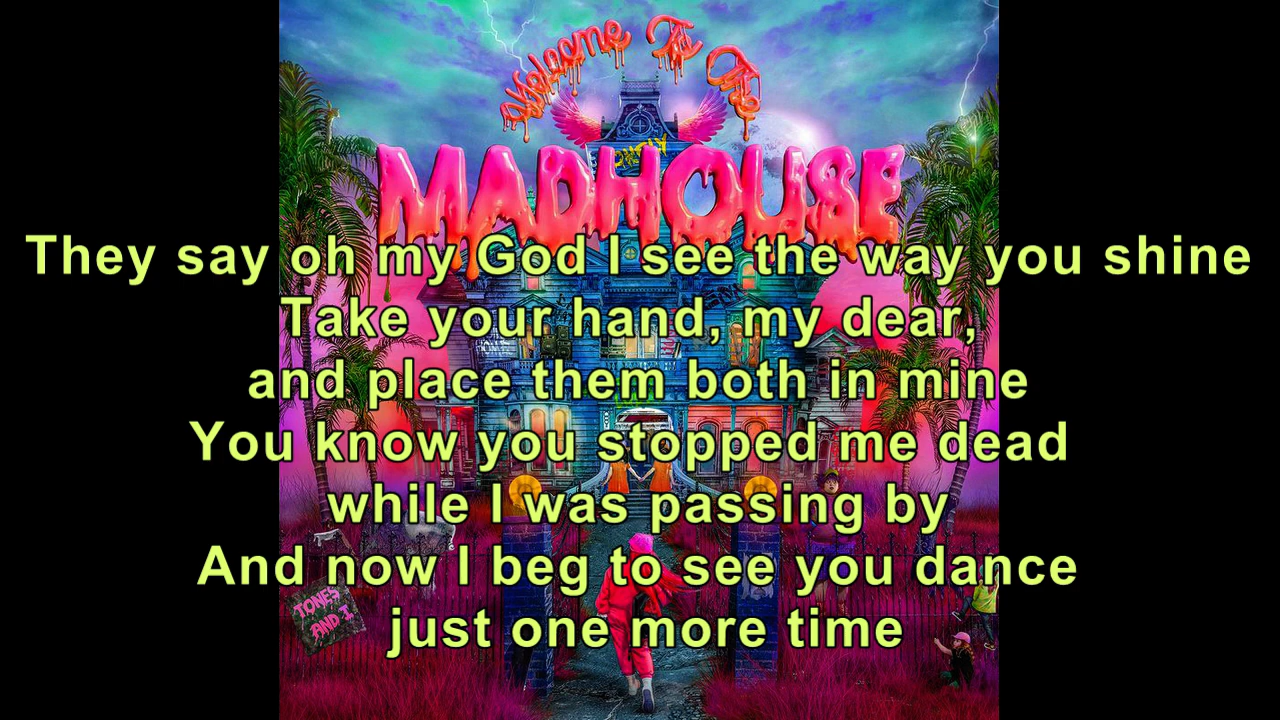 Welcome To The
MADHOUSE
They say oh my God I see the way you shine
Take your hand, my dear,
and place them both in mine
You know you stopped me dead
while I was passing by
And now I beg to see you dance
just one more time
TONES
AND I